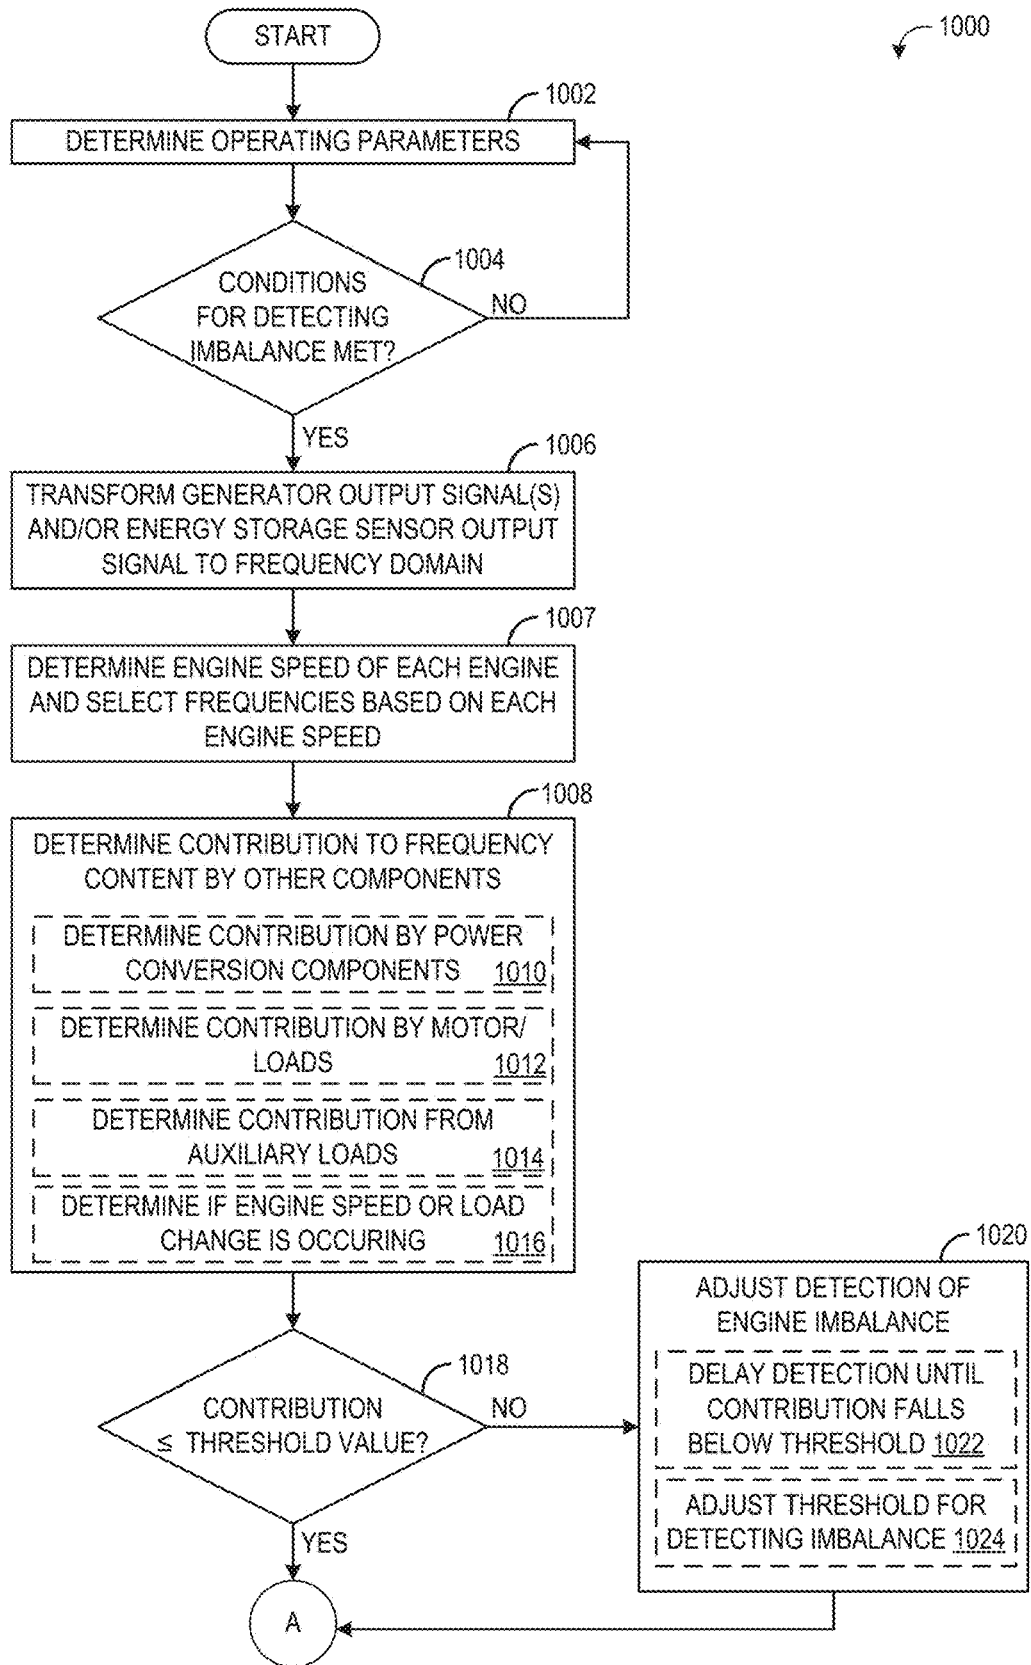 START
1000
1002
DETERMINE OPERATING PARAMETERS
1004
CONDITIONS
FOR DETECTING
IMBALANCE MET?
NO
YES
1006
TRANSFORM GENERATOR OUTPUT SIGNAL(S)
AND/OR ENERGY STORAGE SENSOR OUTPUT
SIGNAL TO FREQUENCY DOMAIN
1007
DETERMINE ENGINE SPEED OF EACH ENGINE
AND SELECT FREQUENCIES BASED ON EACH
ENGINE SPEED
1008
DETERMINE CONTRIBUTION TO FREQUENCY
CONTENT BY OTHER COMPONENTS
DETERMINE CONTRIBUTION BY POWER
CONVERSION COMPONENTS 1010
DETERMINE CONTRIBUTION BY MOTOR/
LOADS 1012
DETERMINE CONTRIBUTION FROM
AUXILIARY LOADS 1014
DETERMINE IF ENGINE SPEED OR LOAD
CHANGE IS OCCURING 1016
1018
CONTRIBUTION
≤ THRESHOLD VALUE?
NO
YES
1020
ADJUST DETECTION OF
ENGINE IMBALANCE
DELAY DETECTION UNTIL
CONTRIBUTION FALLS
BELOW THRESHOLD 1022
ADJUST THRESHOLD FOR
DETECTING IMBALANCE 1024
A